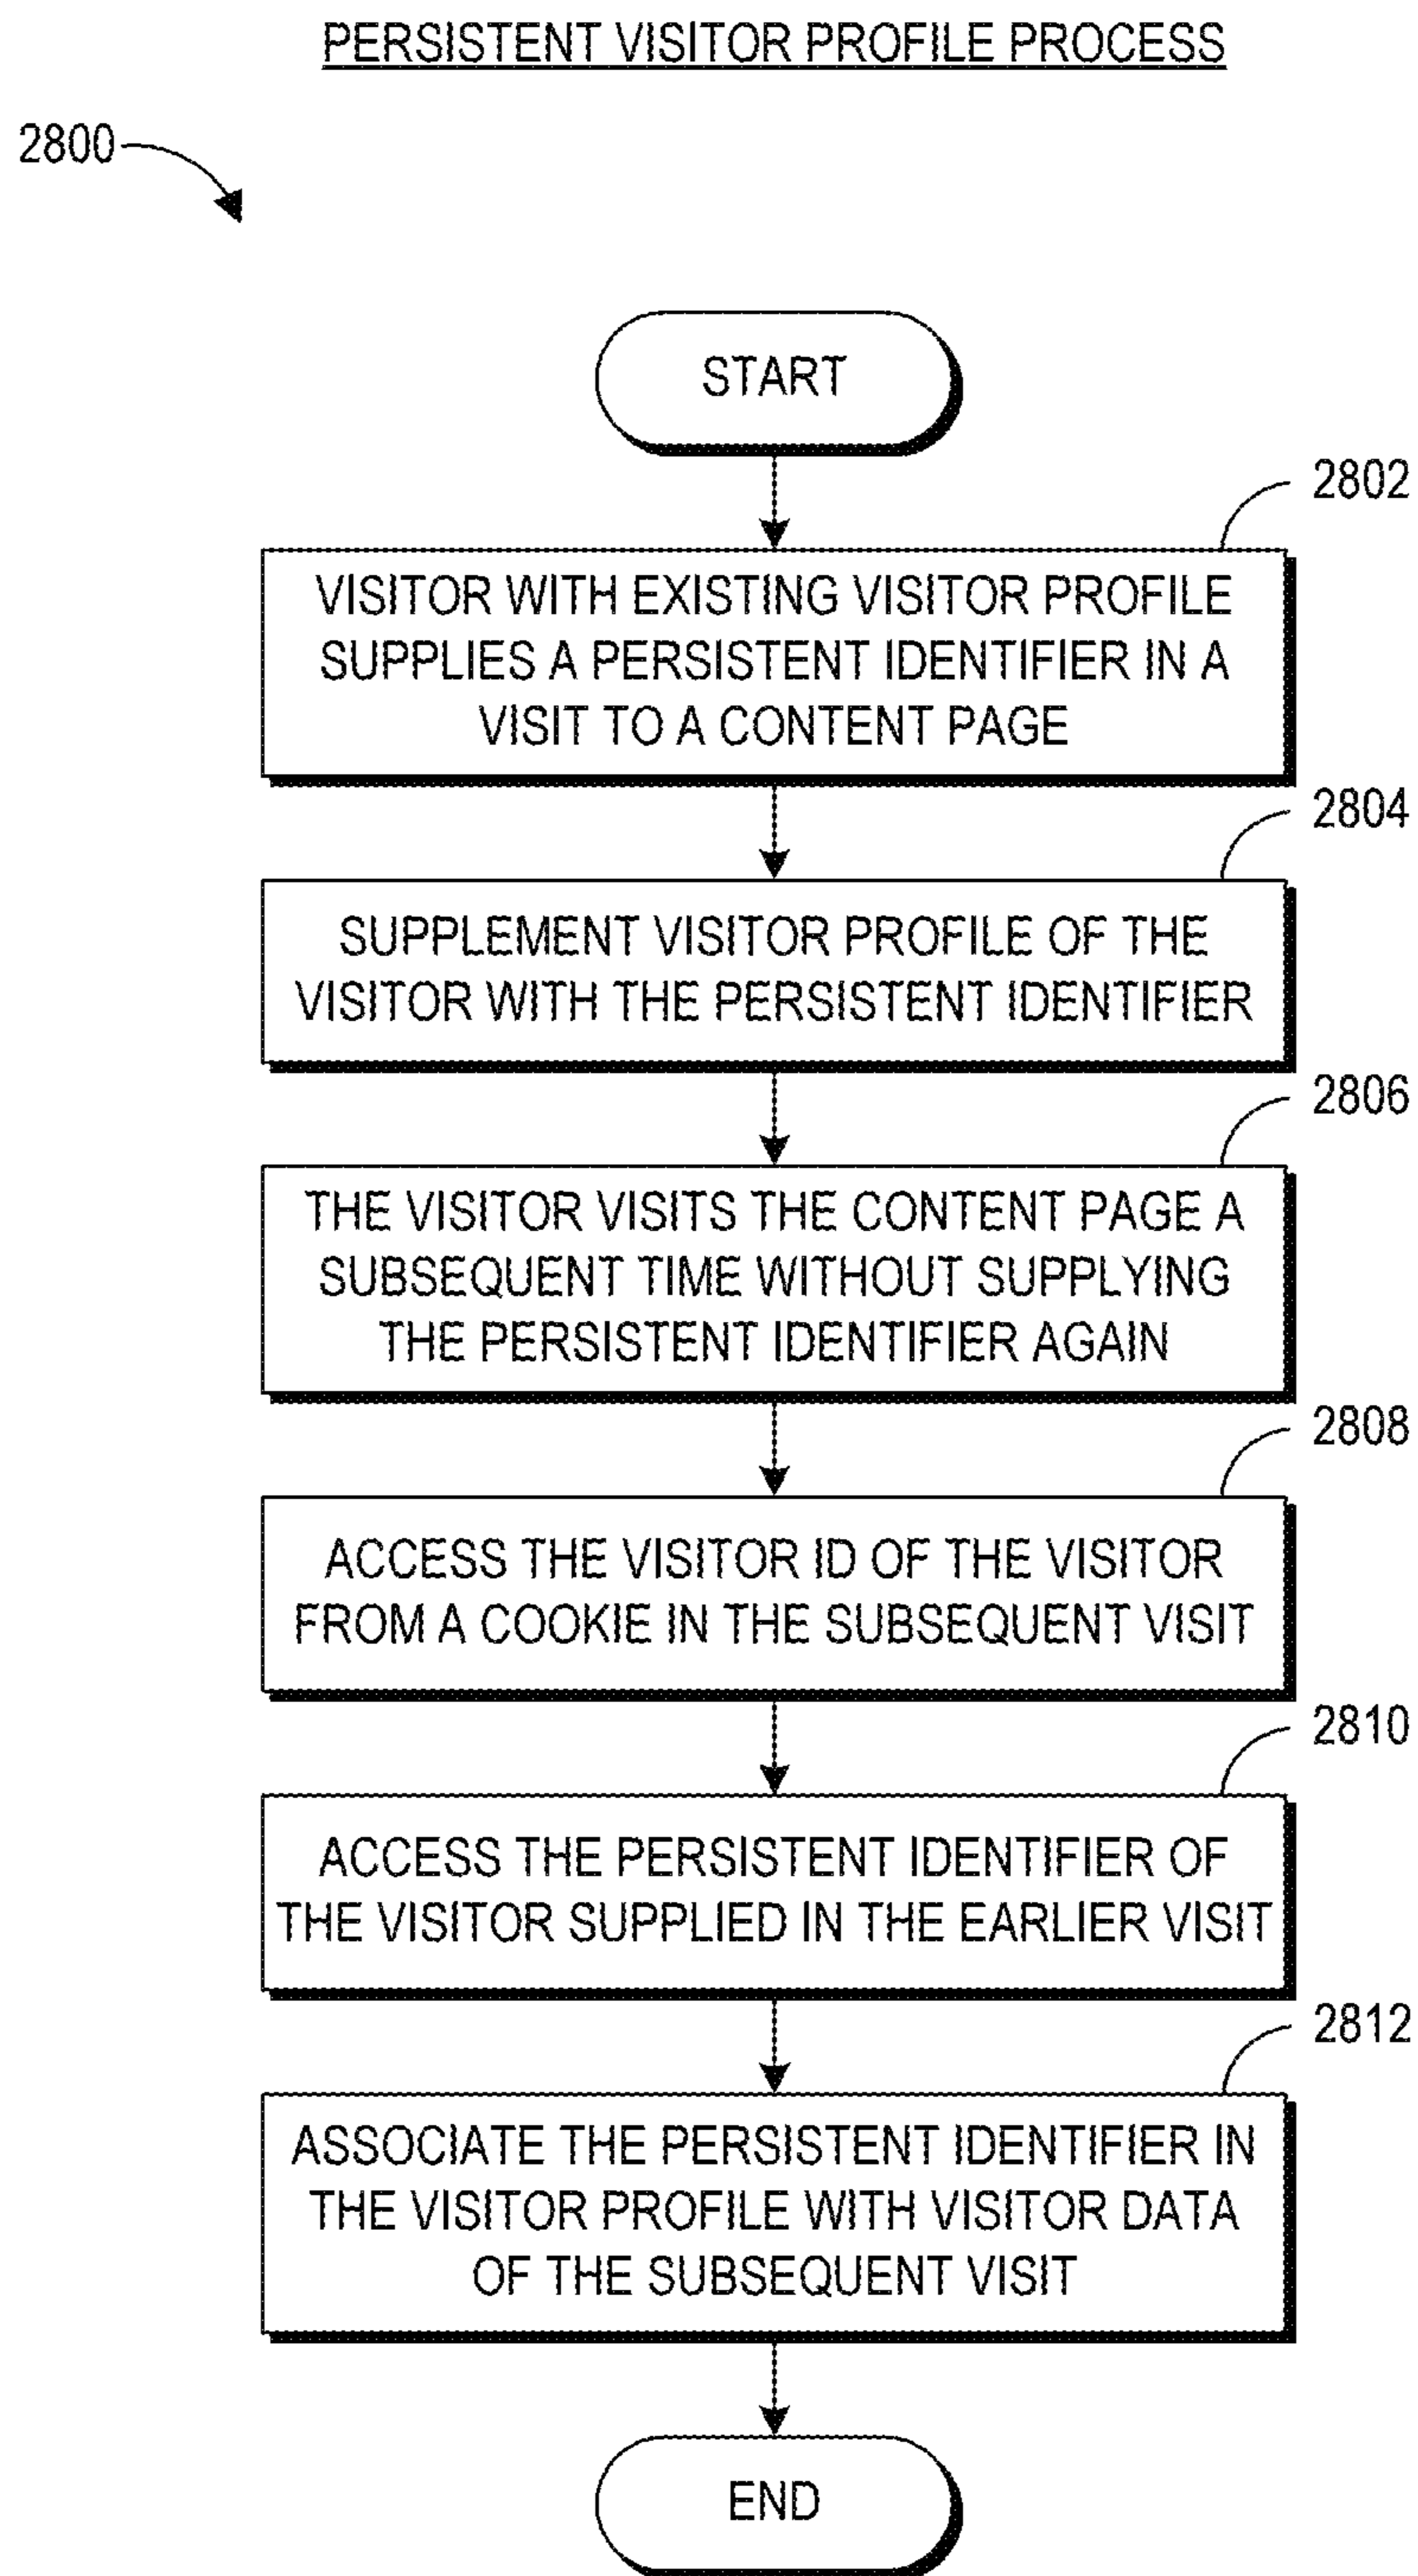 PERSISTENT VISITOR PROFILE PROCESS
2800
START
2802
VISITOR WITH EXISTING VISITOR PROFILE
SUPPLIES A PERSISTENT IDENTIFIER IN A
VISIT TO A CONTENT PAGE
2804
SUPPLEMENT VISITOR PROFILE OF THE
VISITOR WITH THE PERSISTENT IDENTIFIER
2806
THE VISITOR VISITS THE CONTENT PAGE A
SUBSEQUENT TIME WITHOUT SUPPLYING
THE PERSISTENT IDENTIFIER AGAIN
2808
ACCESS THE VISITOR ID OF THE VISITOR
FROM A COOKIE IN THE SUBSEQUENT VISIT
2810
ACCESS THE PERSISTENT IDENTIFIER OF
THE VISITOR SUPPLIED IN THE EARLIER VISIT
2812
ASSOCIATE THE PERSISTENT IDENTIFIER IN
THE VISITOR PROFILE WITH VISITOR DATA
OF THE SUBSEQUENT VISIT
END